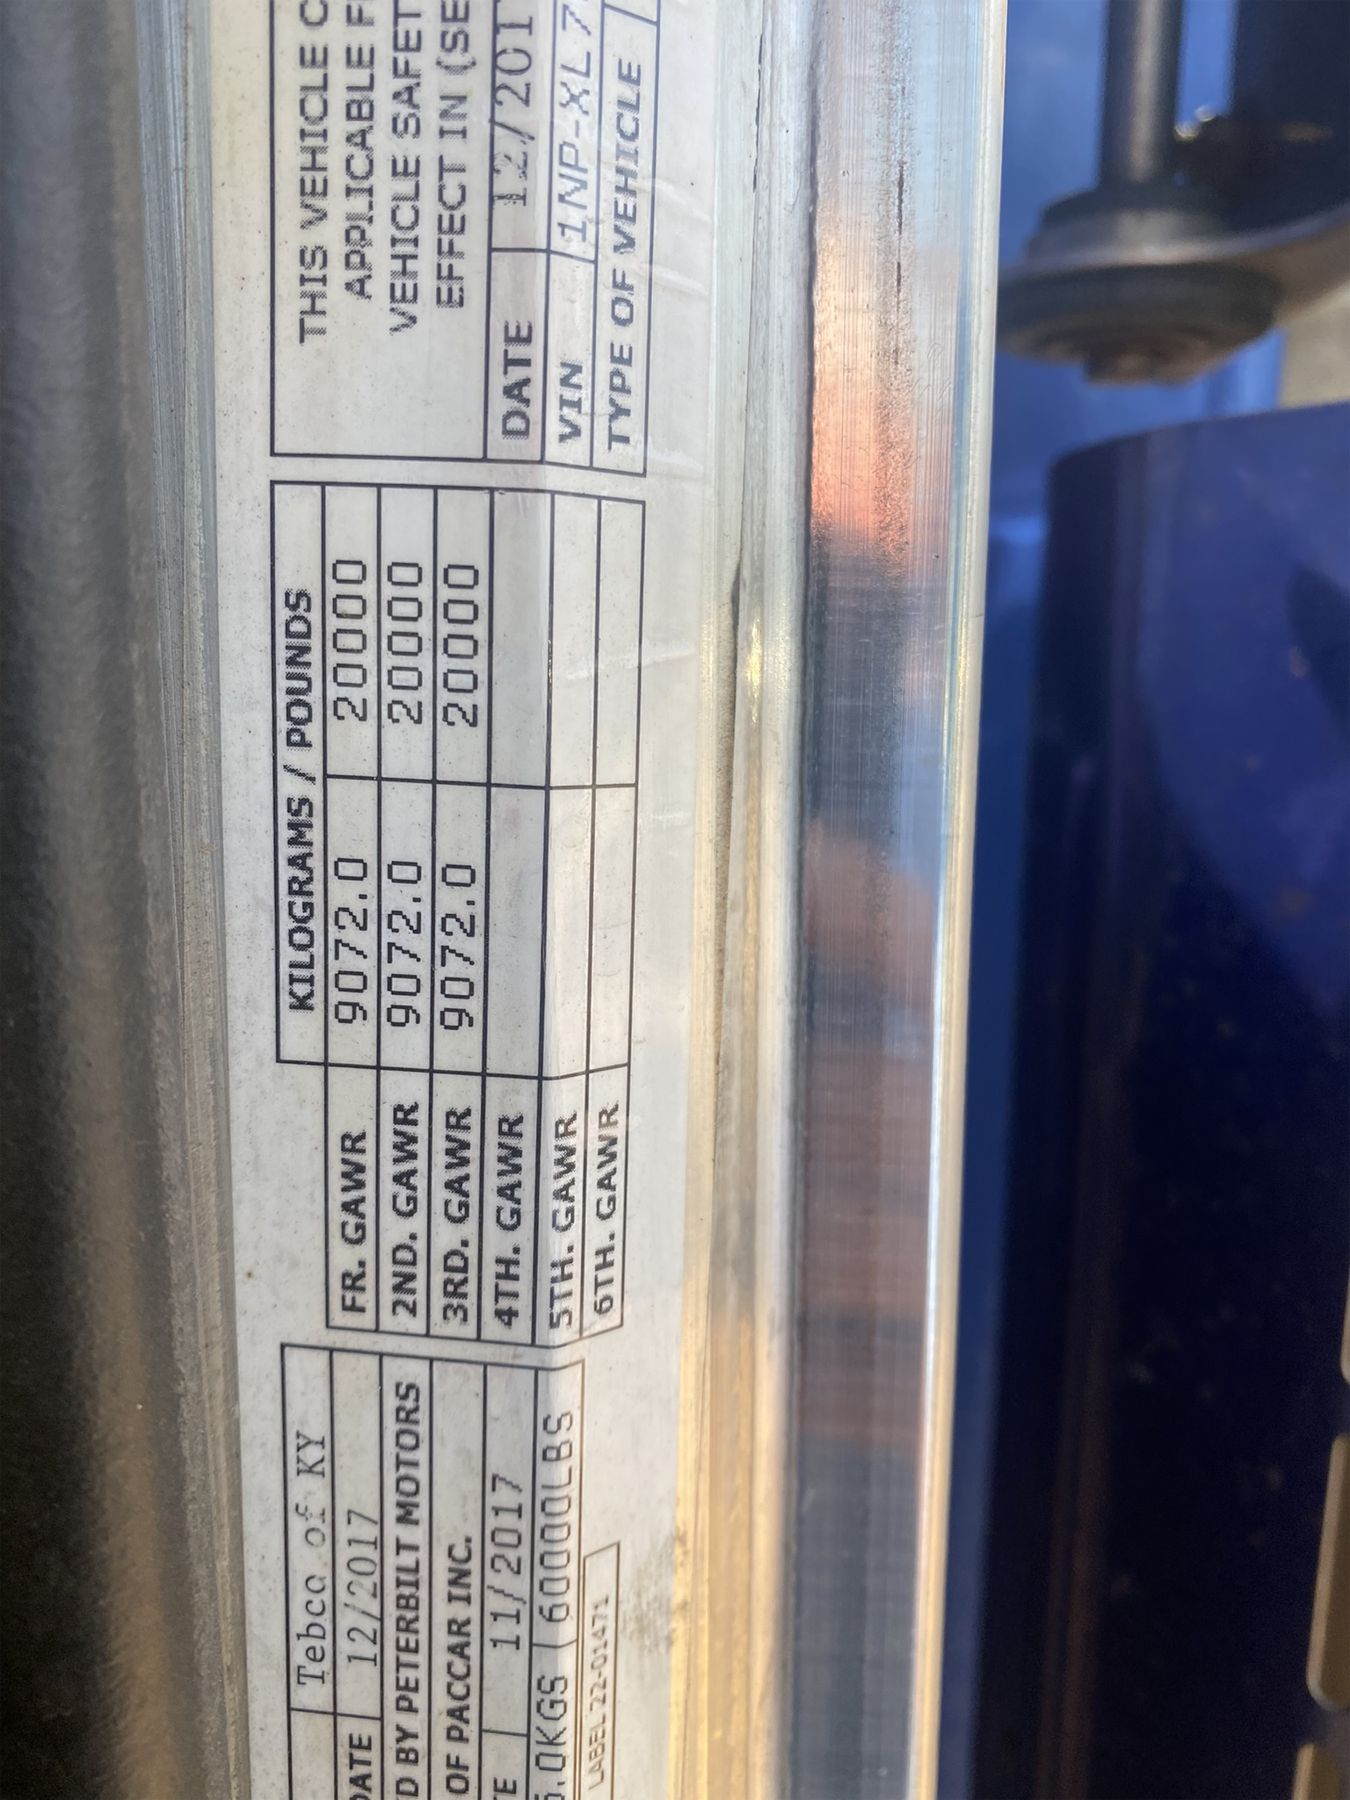 Tebco of KY
DATE 12/2017
D BY PETERBILT MOTORS
OF PACCAR INC.
TE 11/2017
.0KGS 60000LBS
LABEL 22-01471
KILOGRAMS / POUNDS
FR. GAWR 9072.0 20000
2ND. GAWR 9072.0 20000
3RD. GAWR 9072.0 20000
4TH. GAWR
5TH. GAWR
6TH. GAWR
THIS VEHICLE C
APPLICABLE F
VEHICLE SAFET
EFFECT IN (SE
DATE 12/201
VIN 1NP-XL7
TYPE OF VEHICLE